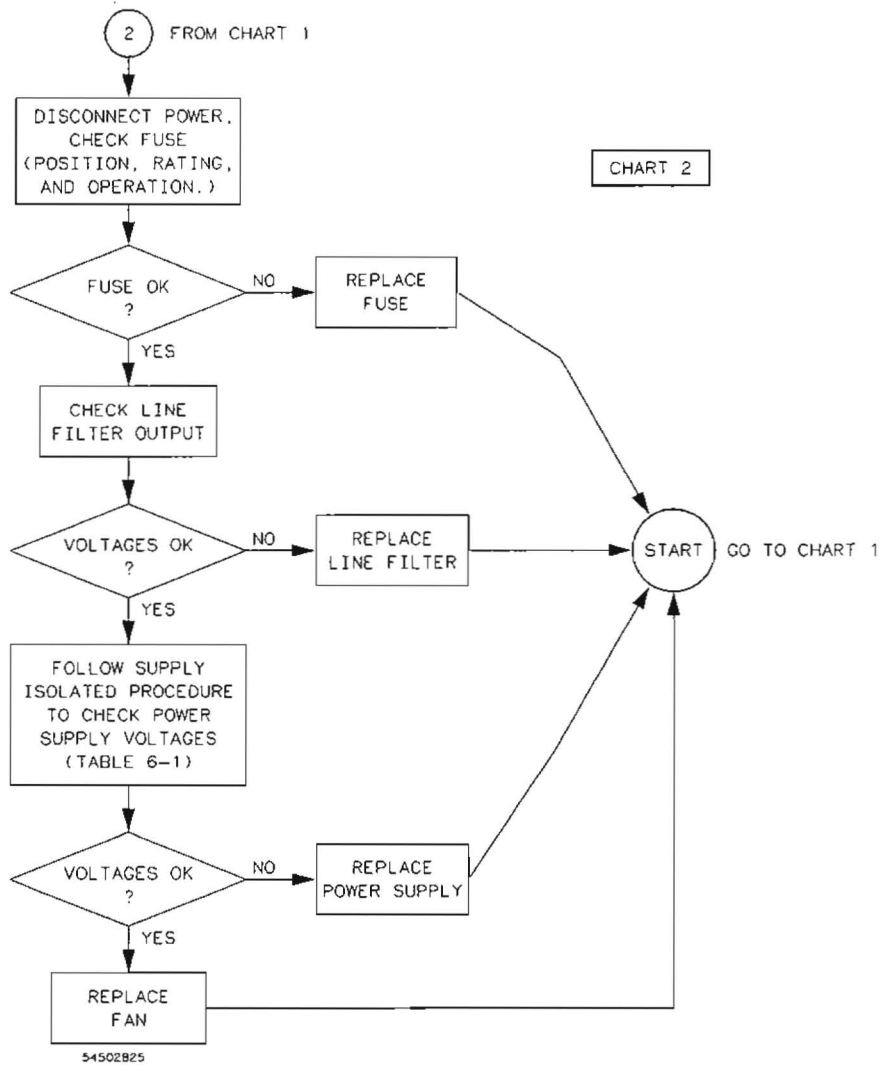 2 FROM CHART 1
DISCONNECT POWER,
CHECK FUSE
(POSITION, RATING,
AND OPERATION.)
CHART 2
FUSE OK
?
NO
REPLACE
FUSE
YES
CHECK LINE
FILTER OUTPUT
VOLTAGES OK
?
NO
REPLACE
LINE FILTER
START GO TO CHART 1
YES
FOLLOW SUPPLY
ISOLATED PROCEDURE
TO CHECK POWER
SUPPLY VOLTAGES
(TABLE 6-1)
VOLTAGES OK
?
NO
REPLACE
POWER SUPPLY
YES
REPLACE
FAN
54502825